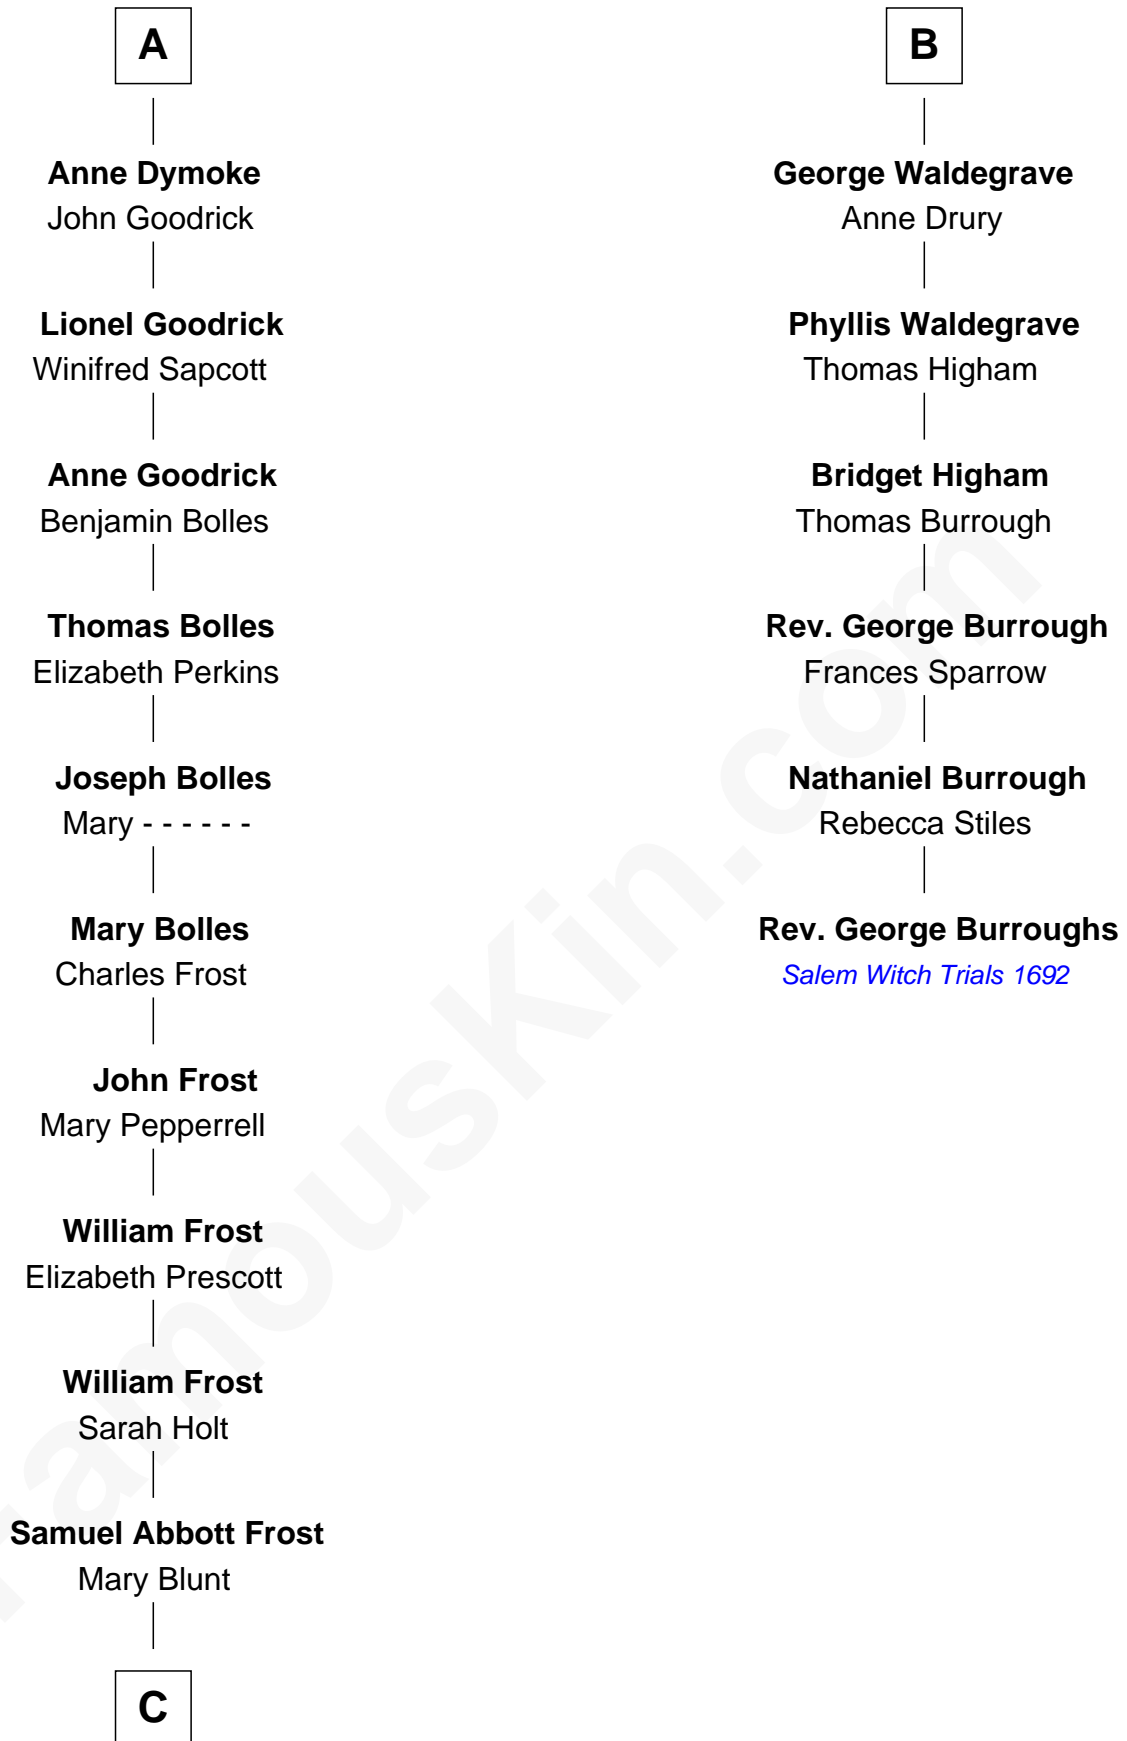 A
Anne Dymoke
John Goodrick
Lionel Goodrick
Winifred Sapcott
Anne Goodrick
Benjamin Bolles
Thomas Bolles
Elizabeth Perkins
Joseph Bolles
Mary - - - - - -
Mary Bolles
Charles Frost
John Frost
Mary Pepperrell
William Frost
Elizabeth Prescott
William Frost
Sarah Holt
Samuel Abbott Frost
Mary Blunt
C
B
George Waldegrave
Anne Drury
Phyllis Waldegrave
Thomas Higham
Bridget Higham
Thomas Burrough
Rev. George Burrough
Frances Sparrow
Nathaniel Burrough
Rebecca Stiles
Rev. George Burroughs
Salem Witch Trials 1692
FamousKin.com